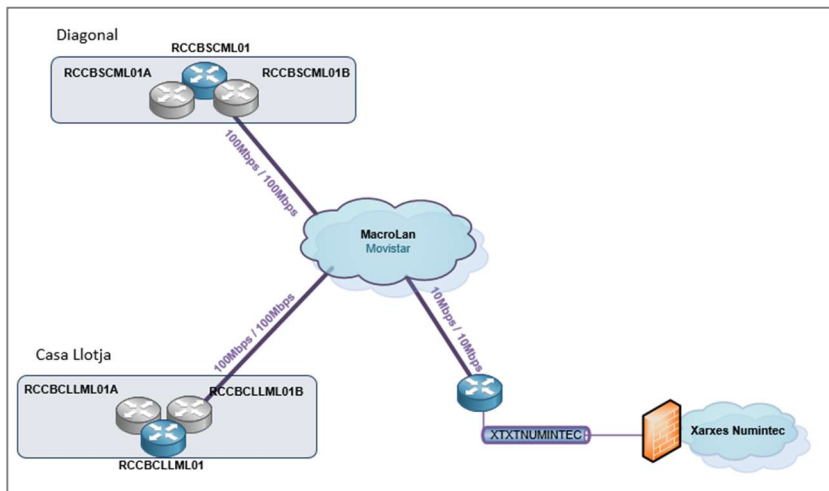 Diagonal
RCCBSCML01
RCCBSCML01A
RCCBSCML01B
100Mbps / 100Mbps
MacroLan
Movistar
100Mbps / 100Mbps
10Mbps / 10Mbps
Casa Llotja
RCCBCLLML01A
RCCBCLLML01B
RCCBCLLML01
XTXTNUMINTEC
Xarxes Numintec